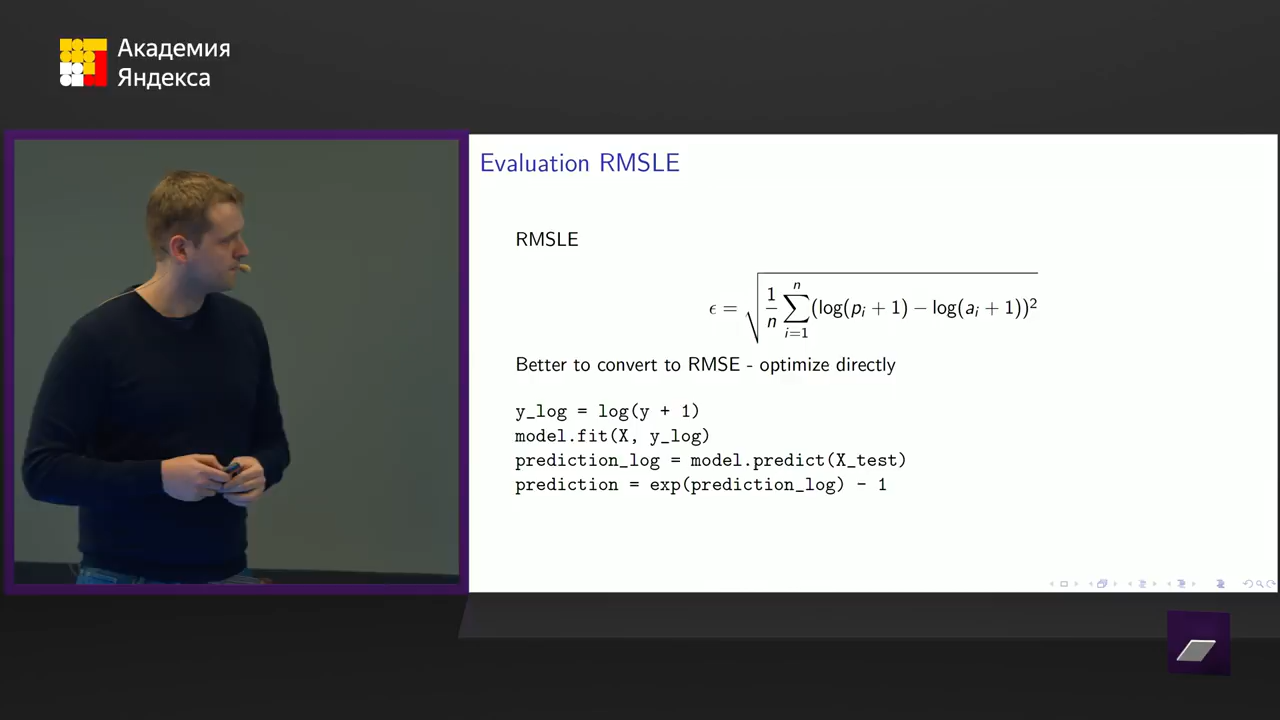 Академия
Яндекса
Evaluation RMSLE
RMSLE
ϵ = √( 1/n ∑_{i=1}^{n} (log(p_i + 1) − log(a_i + 1))² )
Better to convert to RMSE - optimize directly
y_log = log(y + 1)
model.fit(X, y_log)
prediction_log = model.predict(X_test)
prediction = exp(prediction_log) - 1